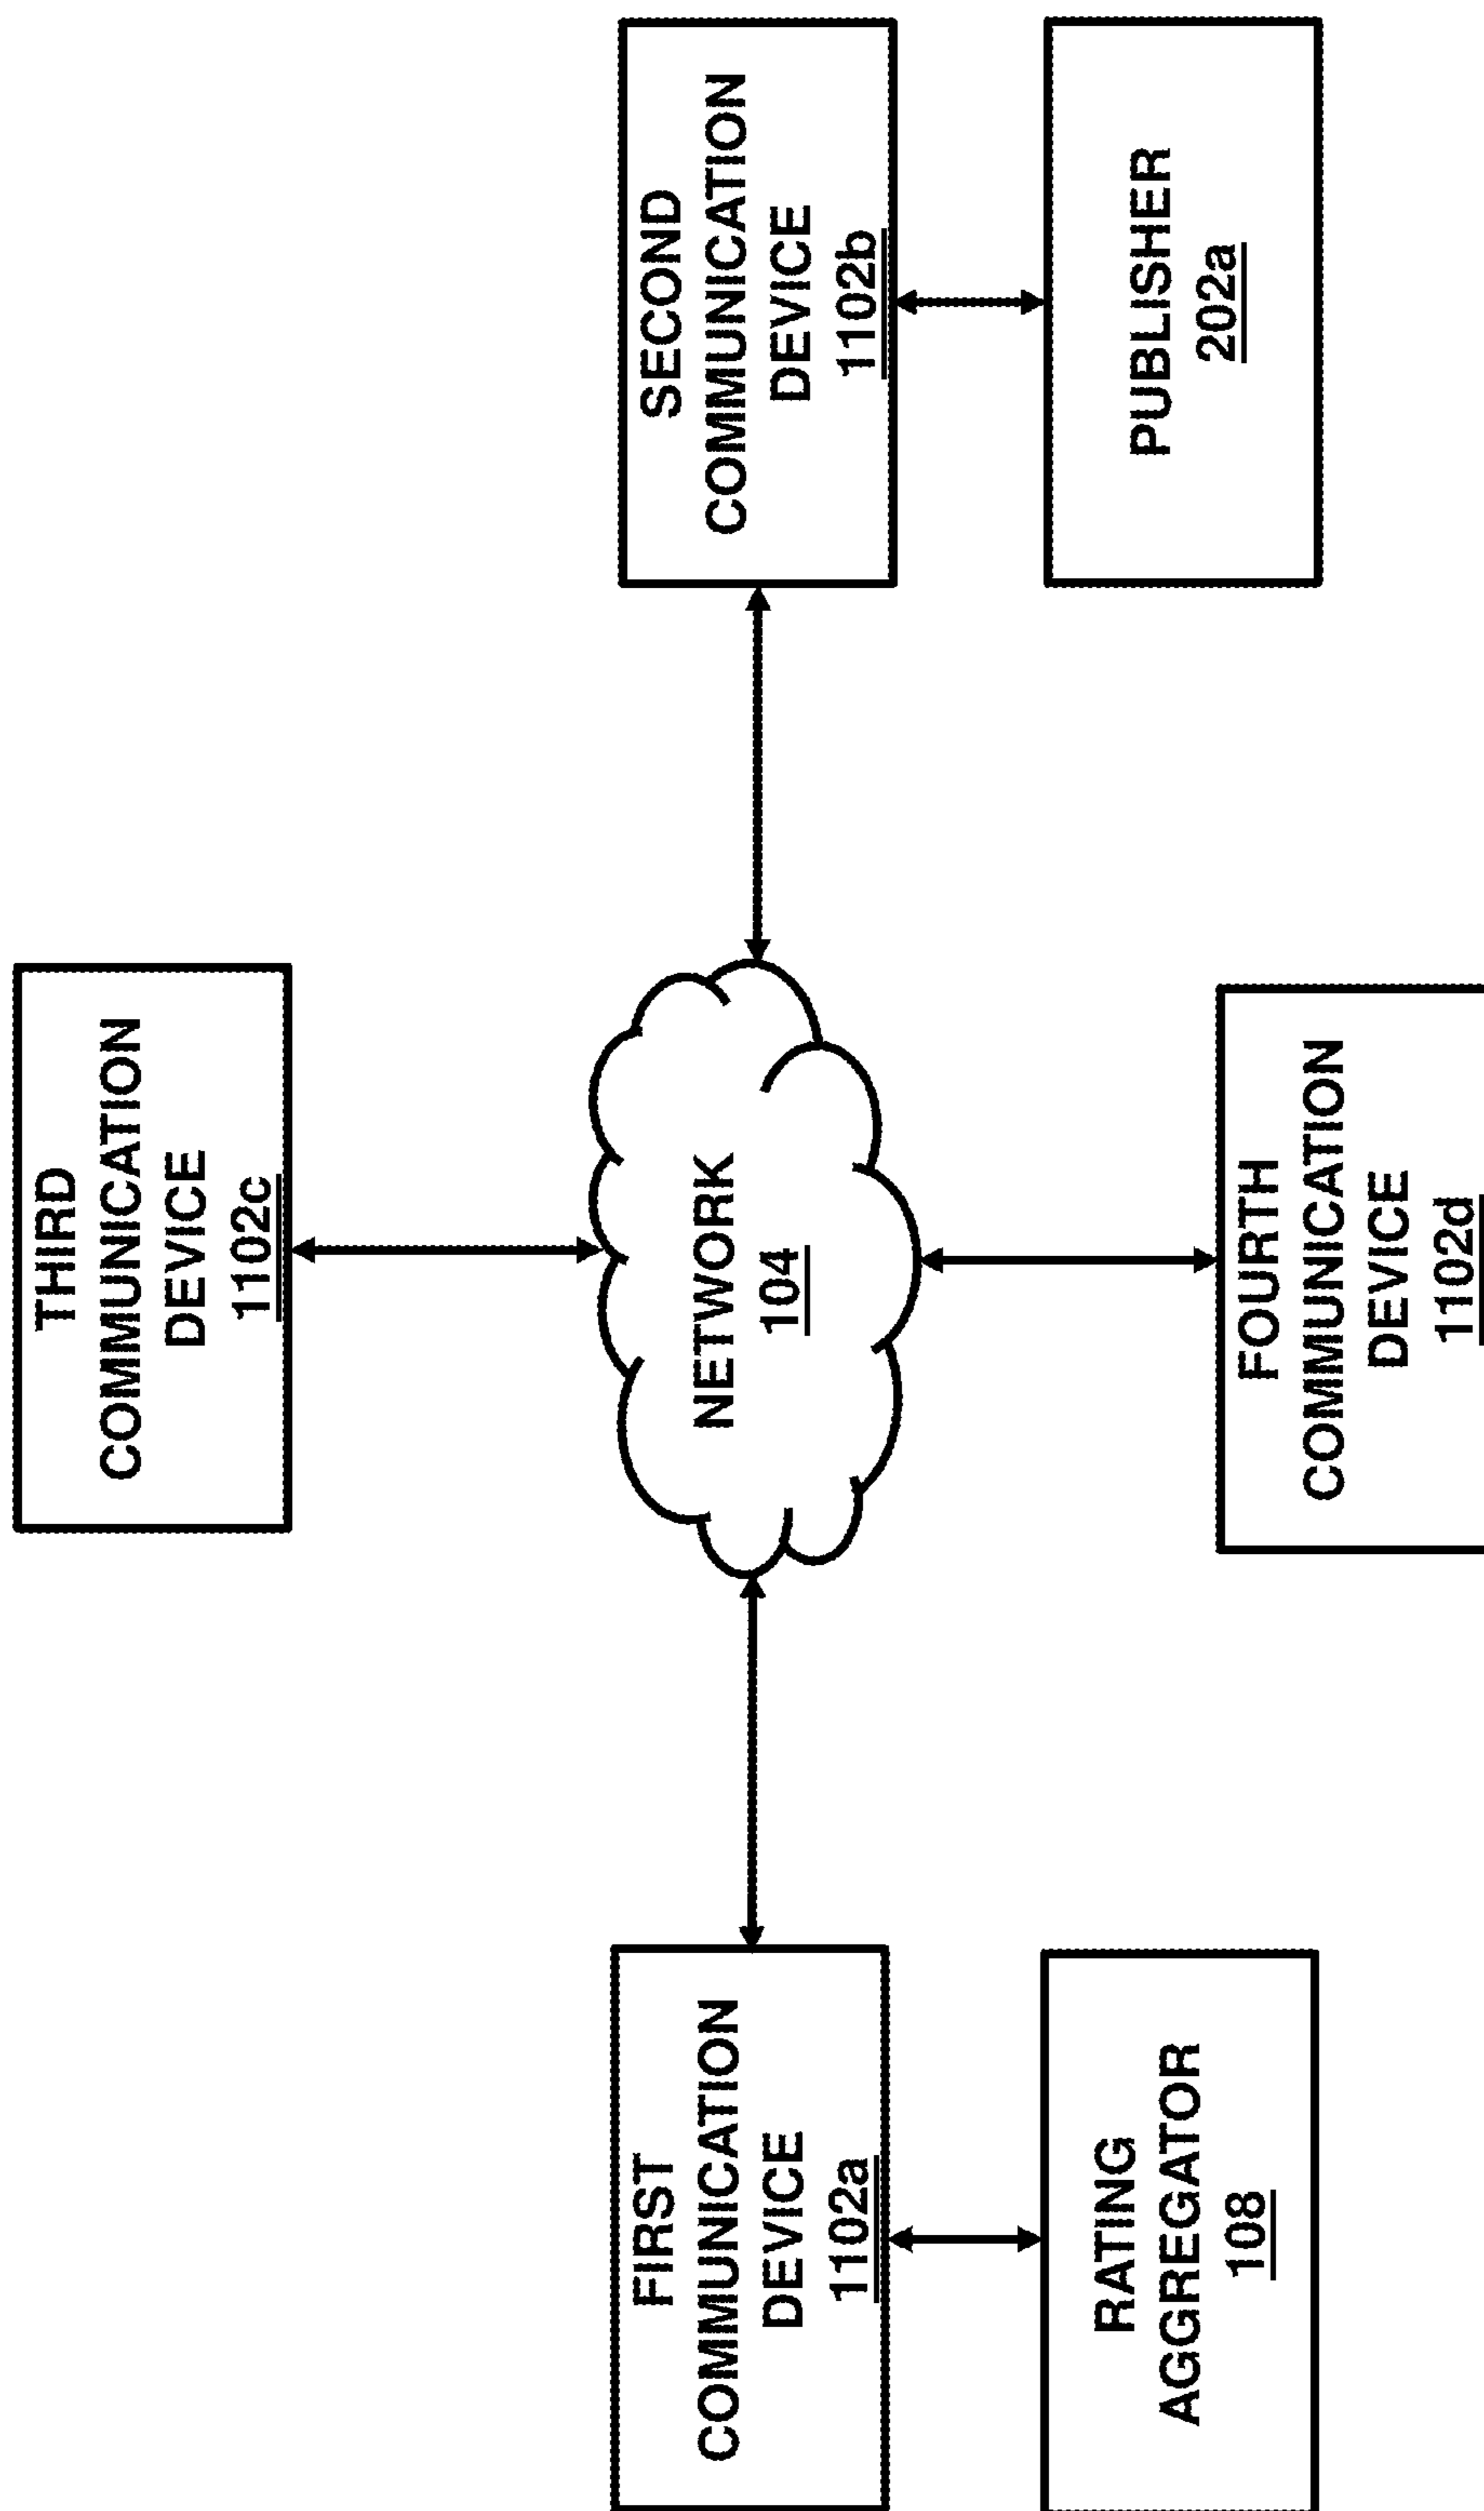 THIRD
COMMUNICATION
DEVICE
1102c
FIRST
COMMUNICATION
DEVICE
1102a
NETWORK
104
SECOND
COMMUNICATION
DEVICE
1102b
RATING
AGGREGATOR
108
PUBLISHER
202a
FOURTH
COMMUNICATION
DEVICE
1102d